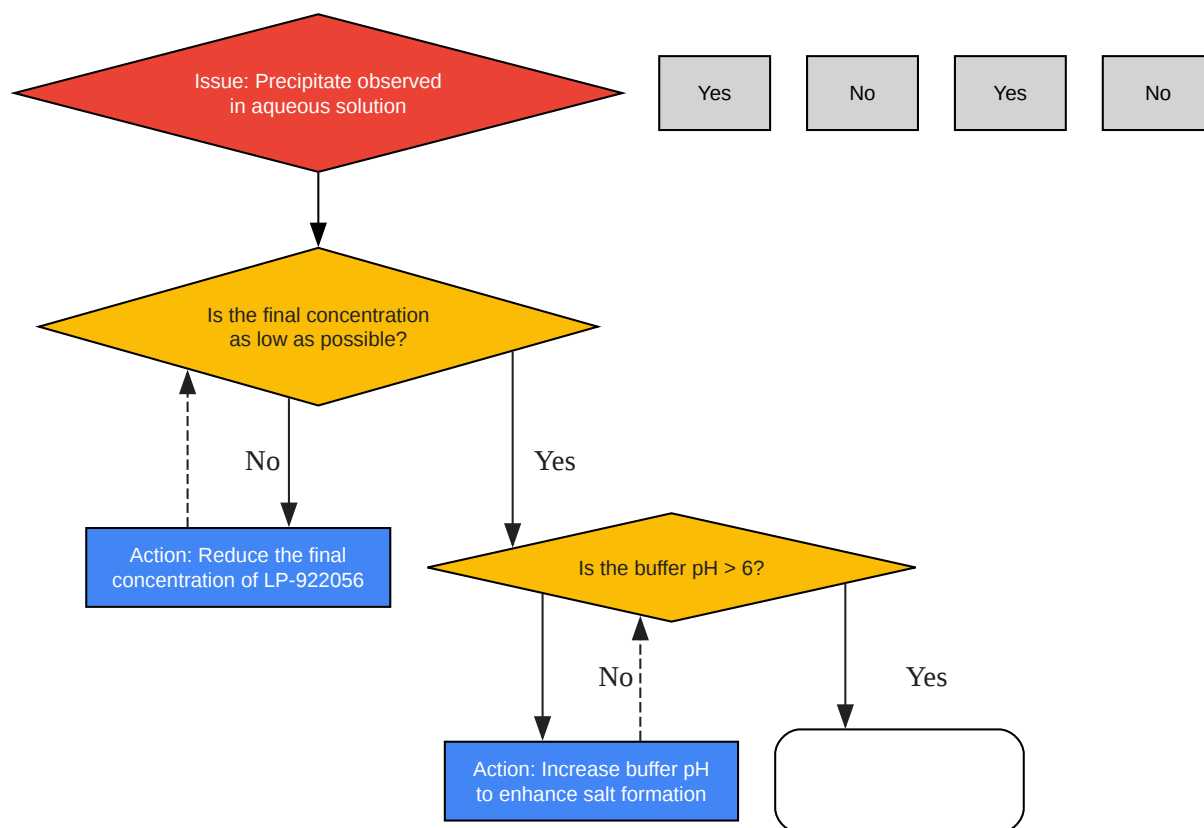 Issue: Precipitate observed
in aqueous solution
Yes
No
Yes
No
Is the final concentration
as low as possible?
No
Yes
Action: Reduce the final
concentration of LP-922056
Is the buffer pH > 6?
No
Yes
Action: Increase buffer pH
to enhance salt formation